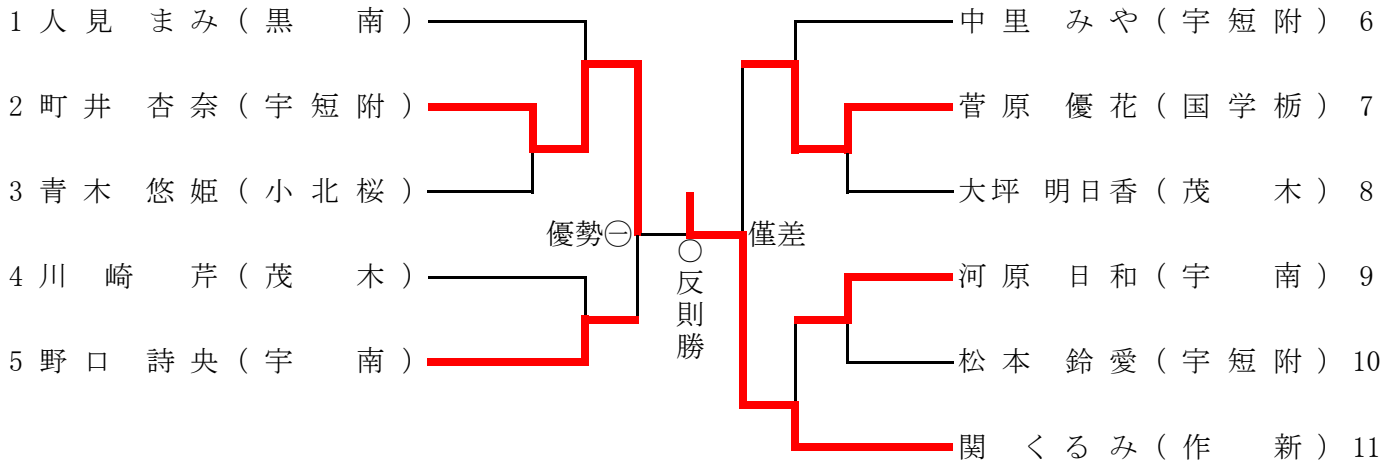 1 人見 まみ(黒 南)
2 町井 杏奈(宇短附)
3 青木 悠姫(小北桜)
4 川崎 芹(茂 木)
5 野口 詩央(宇 南)
優勢㊀
○反則勝
僅差
中里 みや(宇短附) 6
菅原 優花(国学栃) 7
大坪 明日香(茂 木) 8
河原 日和(宇 南) 9
松本 鈴愛(宇短附) 10
関 くるみ(作 新) 11